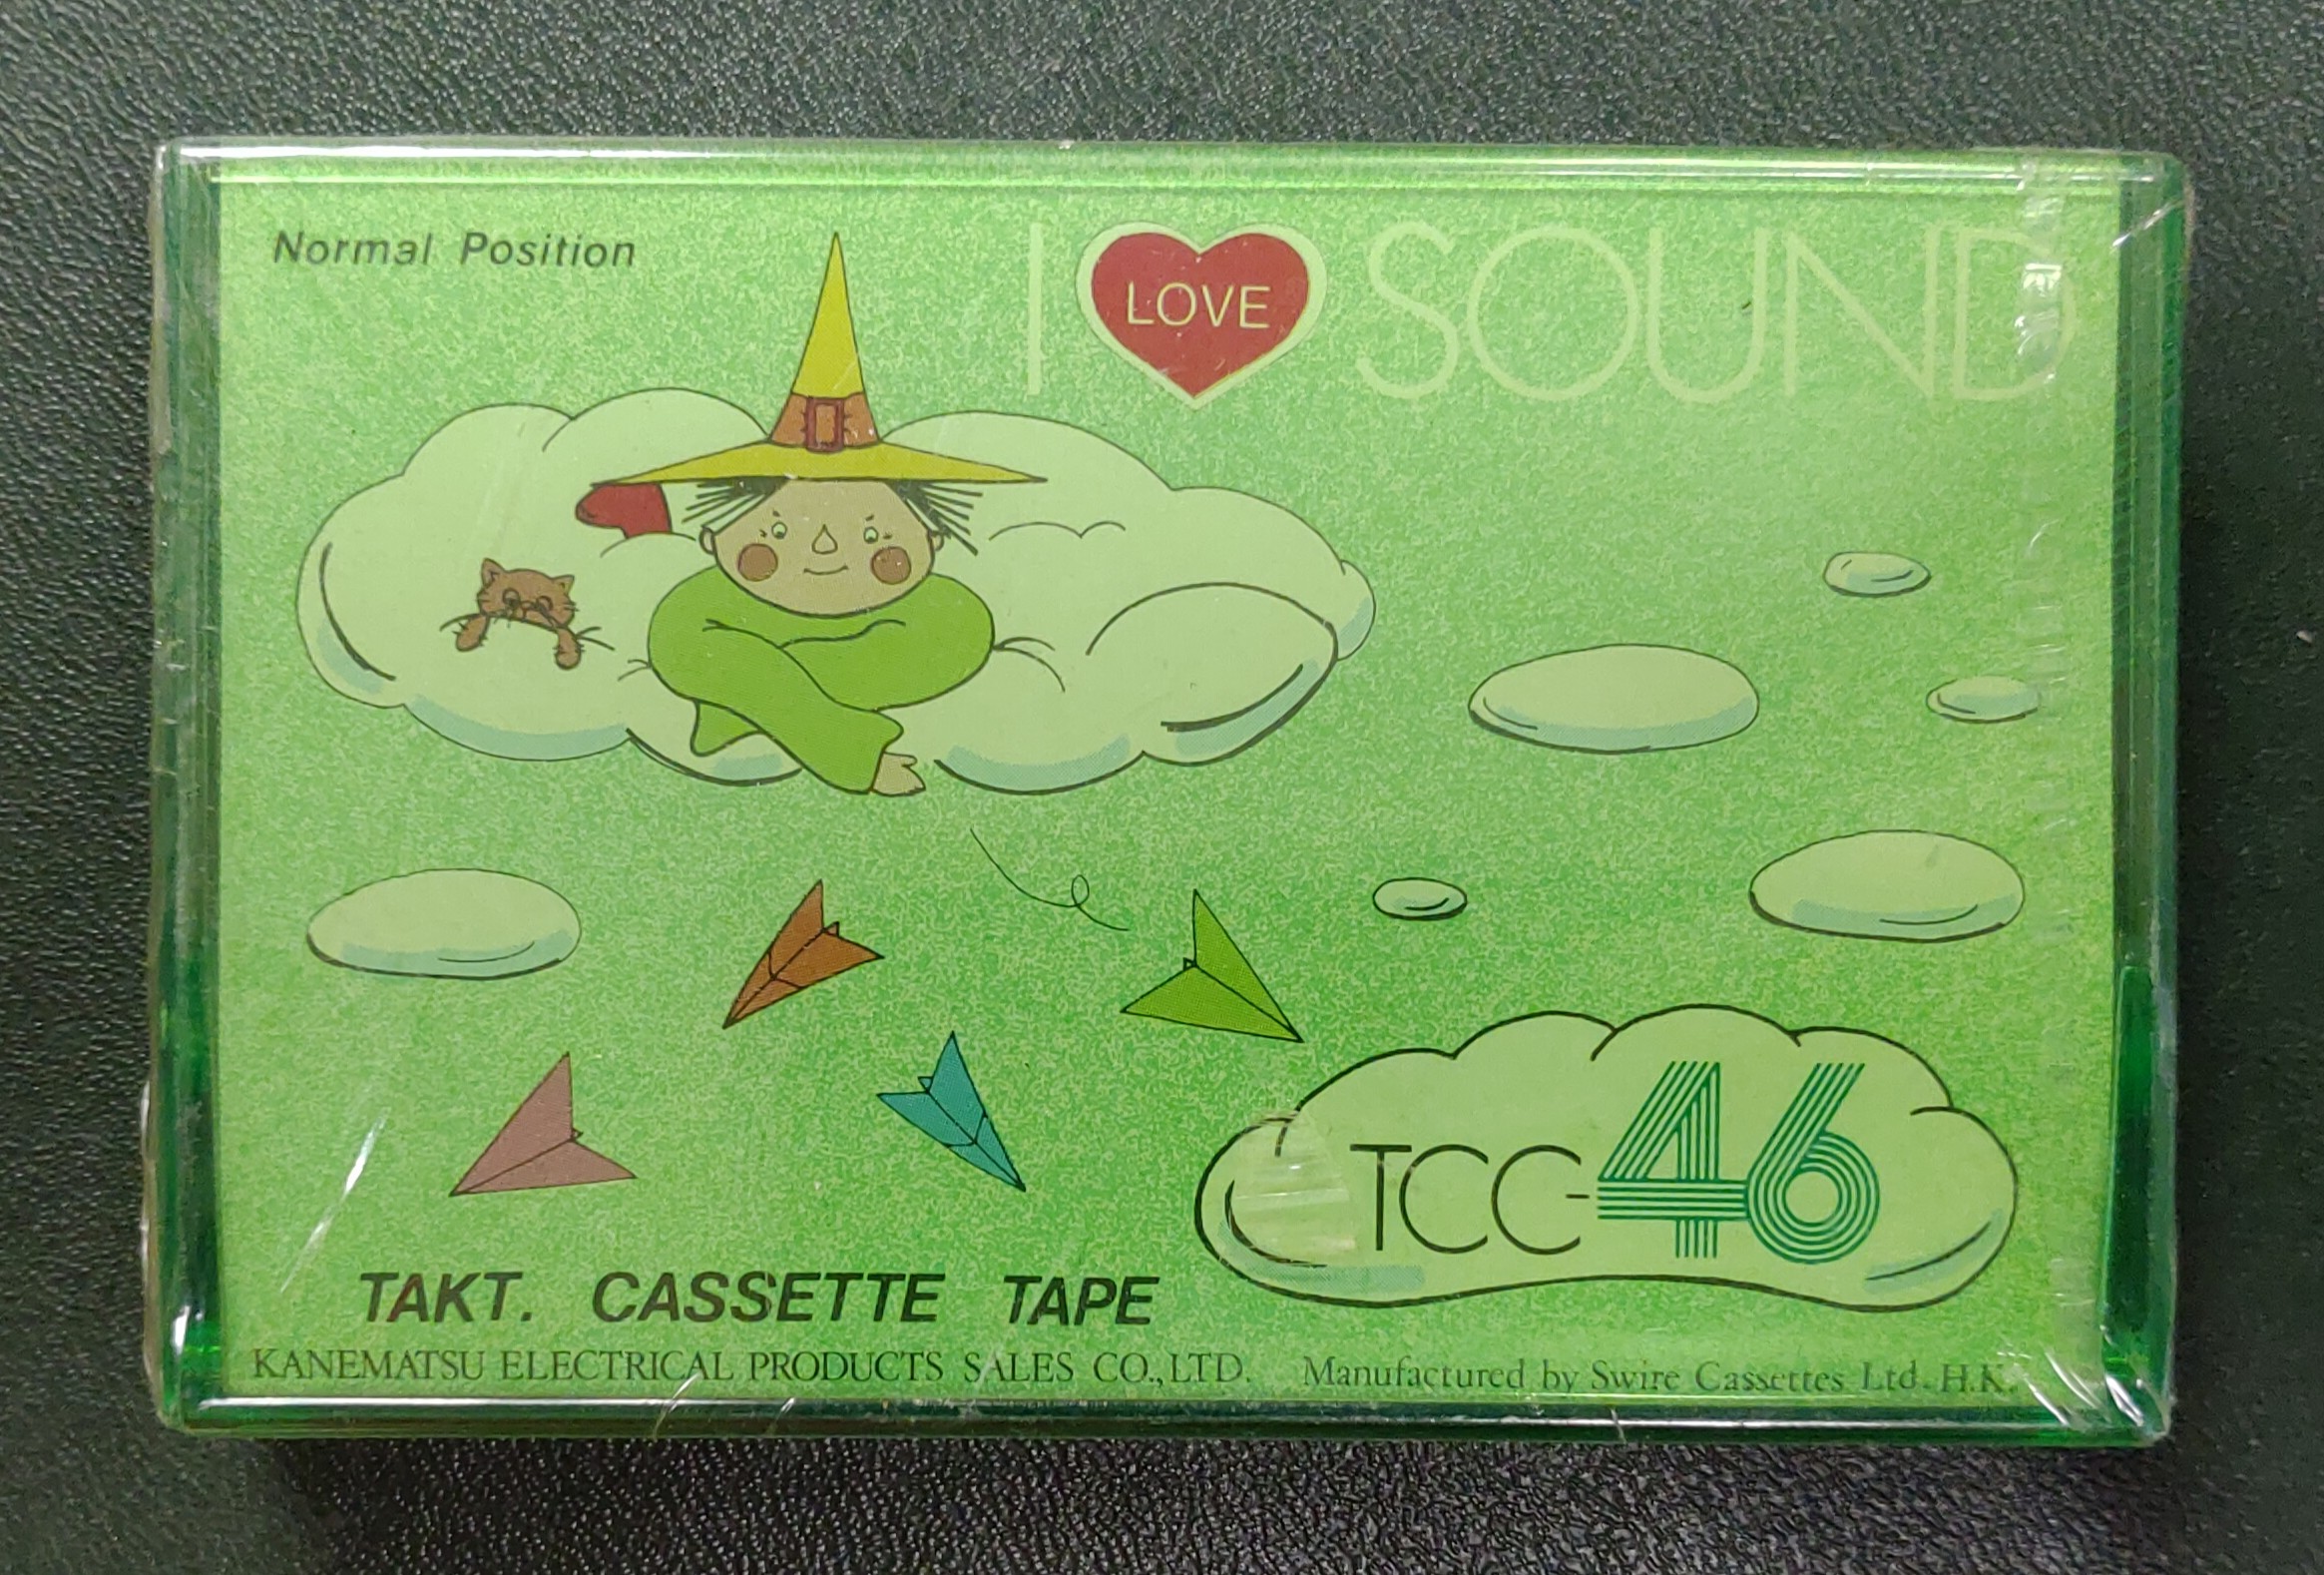 Normal Position
I LOVE SOUND
TCC-46
TAKT. CASSETTE TAPE
KANEMATSU ELECTRICAL PRODUCTS SALES CO.,LTD. Manufactured by Swire Cassettes Ltd. H.K.